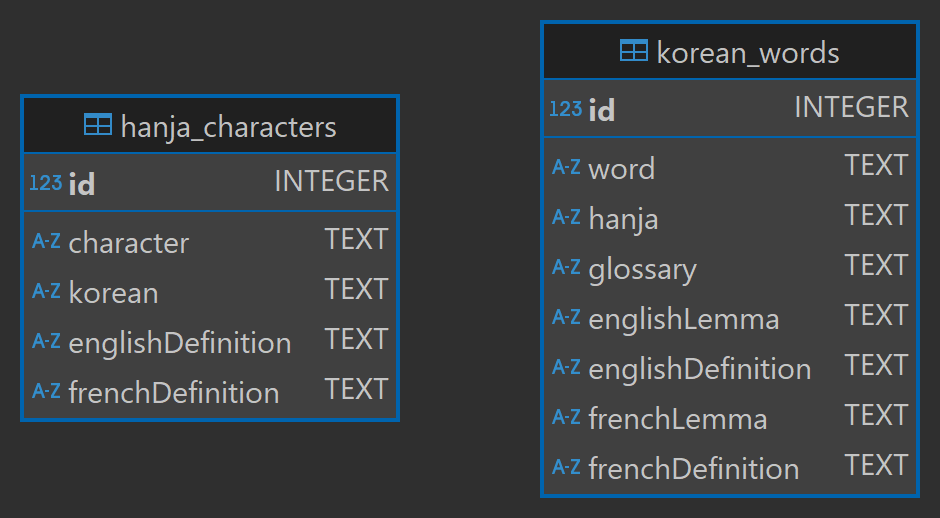 hanja_characters
123 id INTEGER
A-Z character TEXT
A-Z korean TEXT
A-Z englishDefinition TEXT
A-Z frenchDefinition TEXT
korean_words
123 id INTEGER
A-Z word TEXT
A-Z hanja TEXT
A-Z glossary TEXT
A-Z englishLemma TEXT
A-Z englishDefinition TEXT
A-Z frenchLemma TEXT
A-Z frenchDefinition TEXT